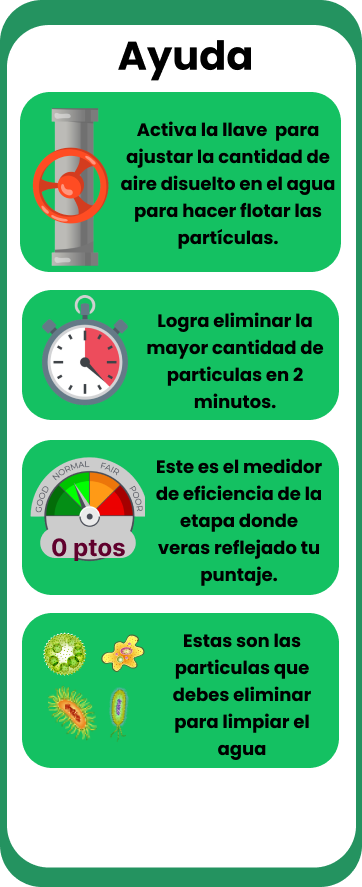 Ayuda
Activa la llave para
ajustar la cantidad de
aire disuelto en el agua
para hacer flotar las
partículas.
Logra eliminar la
mayor cantidad de
particulas en 2
minutos.
GOOD NORMAL FAIR POOR
0 ptos
Este es el medidor
de eficiencia de la
etapa donde
veras reflejado tu
puntaje.
Estas son las
particulas que
debes eliminar
para limpiar el
agua